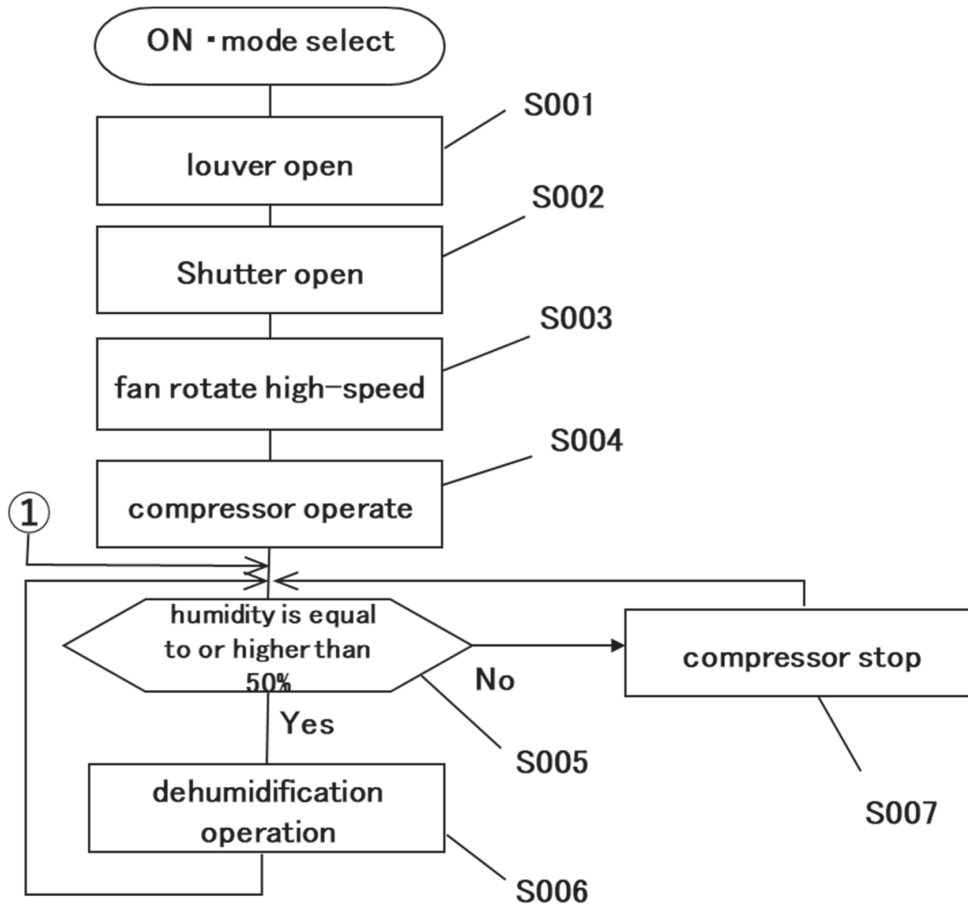 ON ・mode select
S001
louver open
S002
Shutter open
S003
fan rotate high-speed
S004
compressor operate
①
humidity is equal
to or higher than
50%
No
compressor stop
Yes
S005
S007
dehumidification
operation
S006